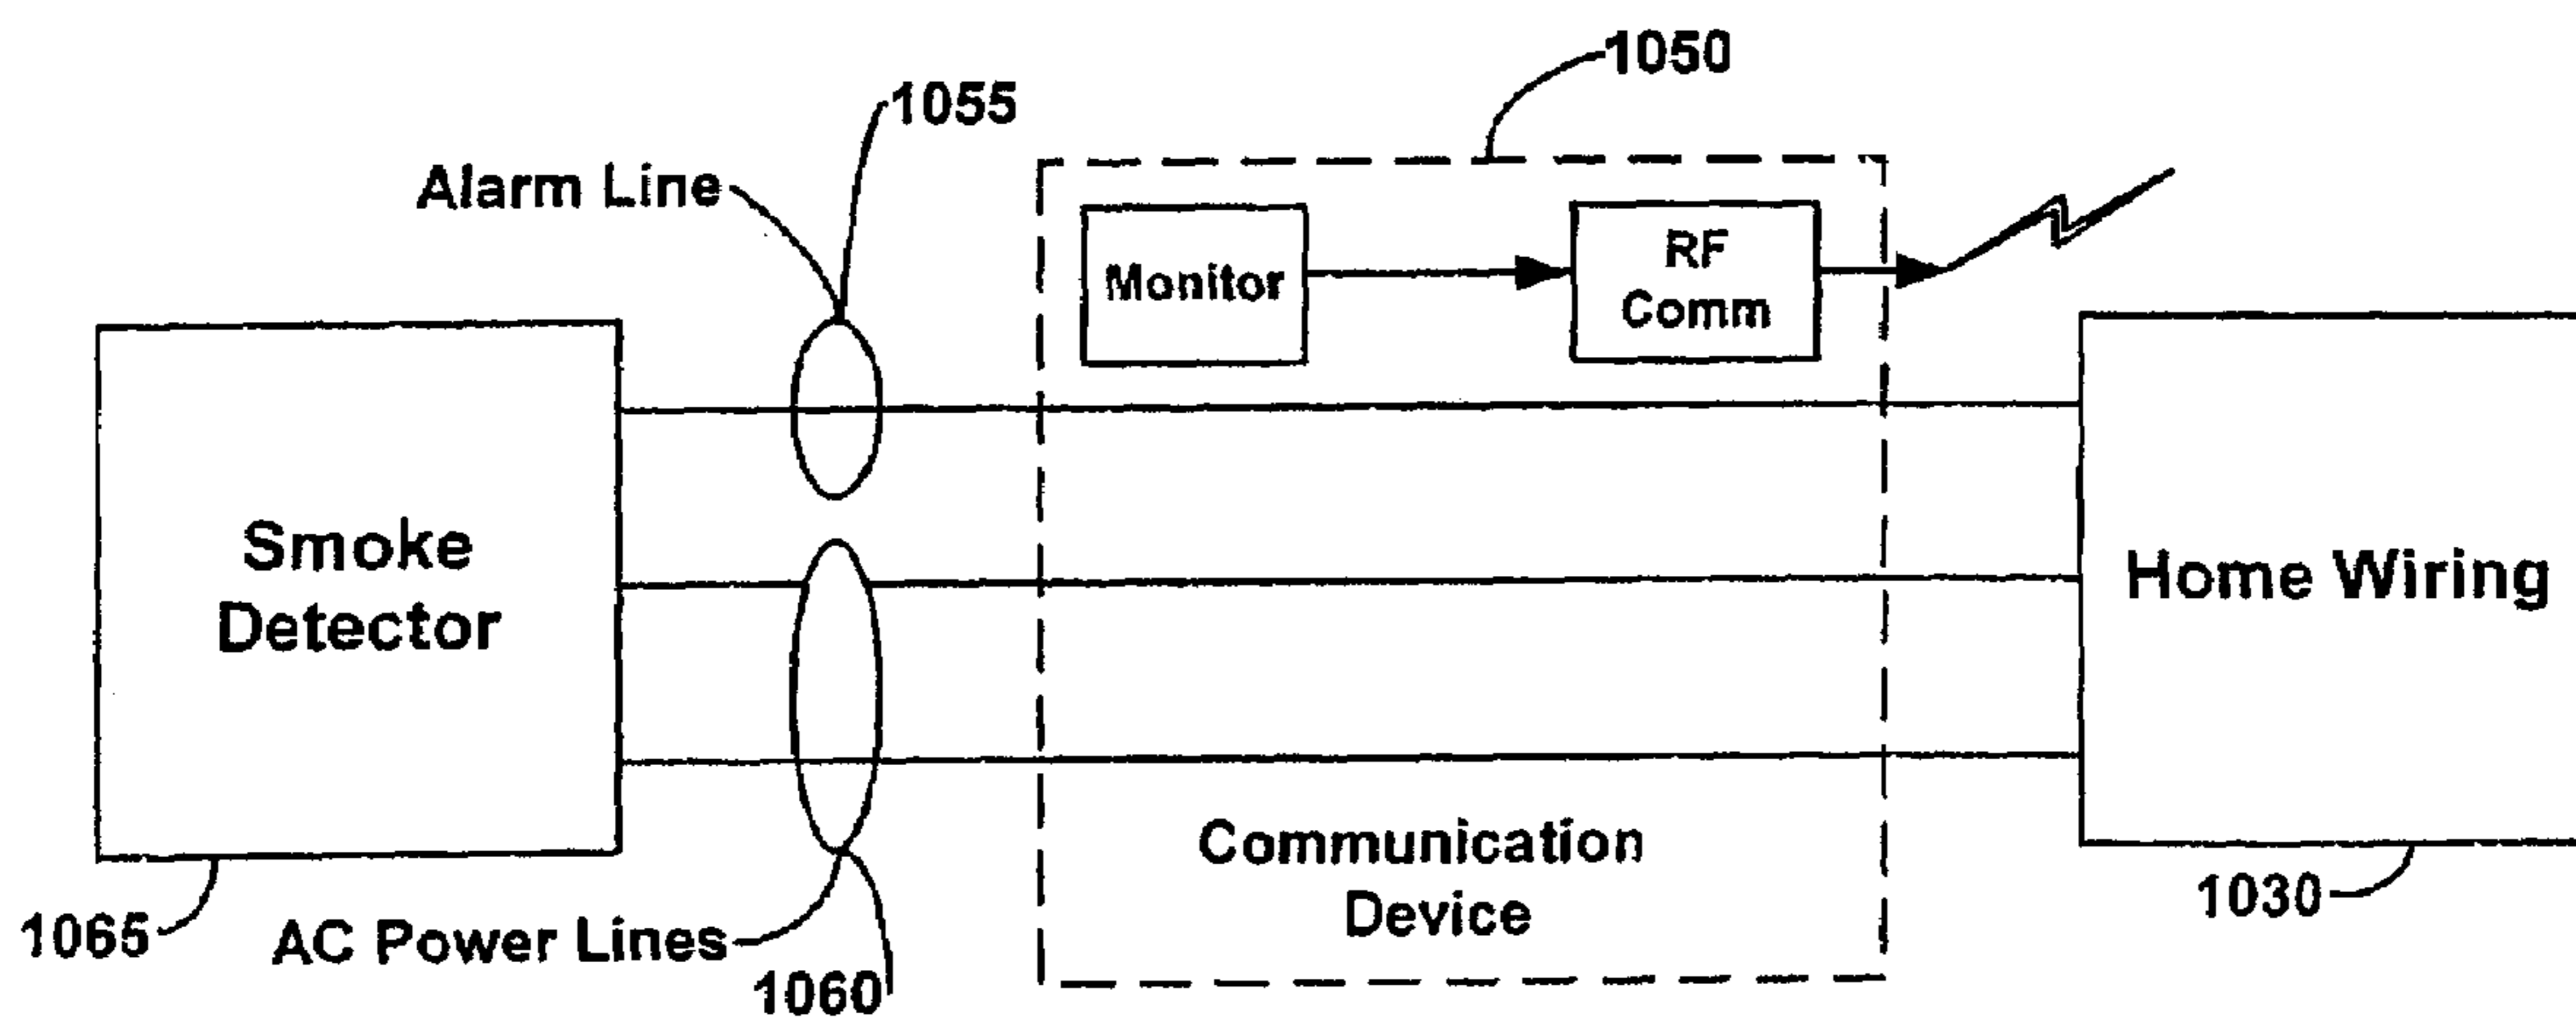 1050
1055
Alarm Line
Monitor
RF
Comm
Smoke
Detector
Home Wiring
Communication
Device
1065
AC Power Lines
1060
1030